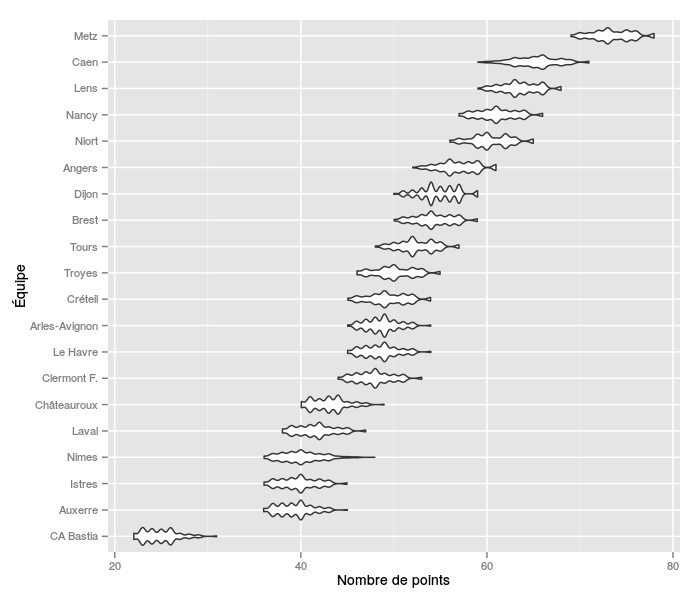 Metz
Caen
Lens
Nancy
Niort
Angers
Dijon
Brest
Tours
Troyes
Créteil
Arles-Avignon
Le Havre
Clermont F.
Châteauroux
Laval
Nimes
Istres
Auxerre
CA Bastia
Équipe
20 40 60 80
Nombre de points